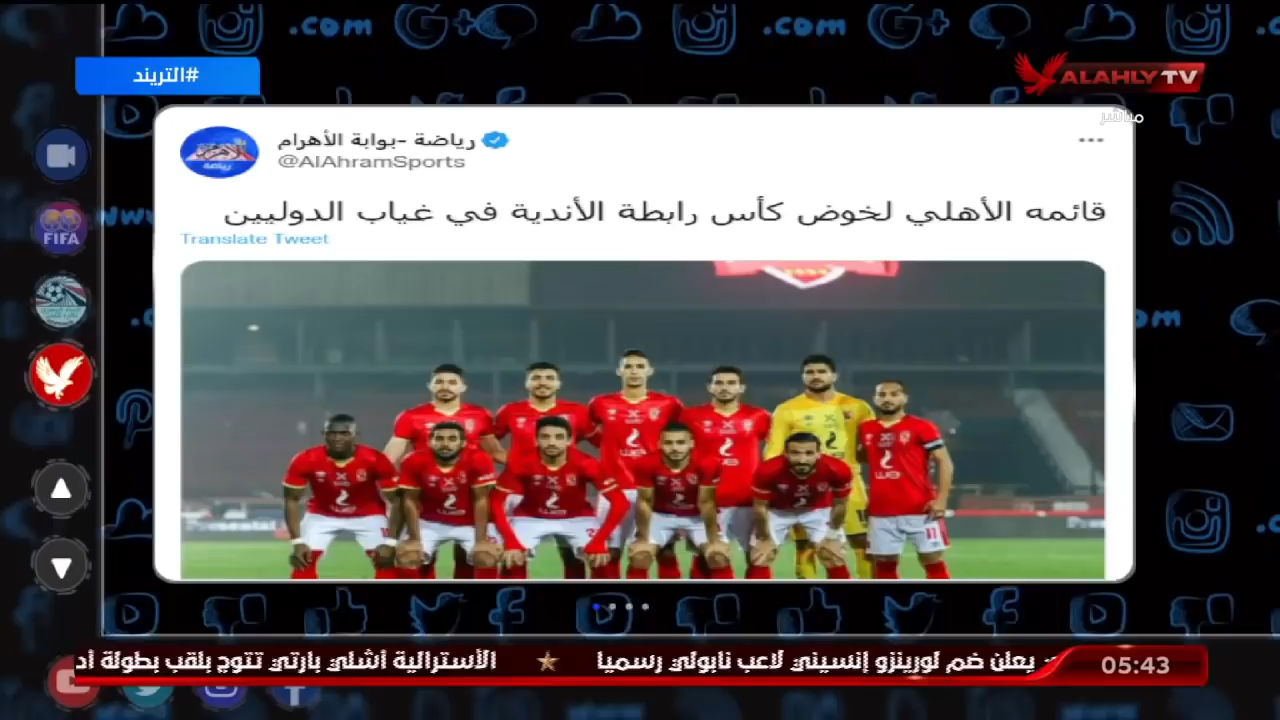 #التريند
ALAHLY TV
مباشر
رياضة -بوابة الأهرام
@AlAhramSports
قائمه الأهلي لخوض كأس رابطة الأندية في غياب الدوليين
Translate Tweet
FIFA
يعلن ضم لورينزو إنسيني لاعب نابولي رسميا ★ الأسترالية أشلي بارتي تتوج بلقب بطولة أد
05:43